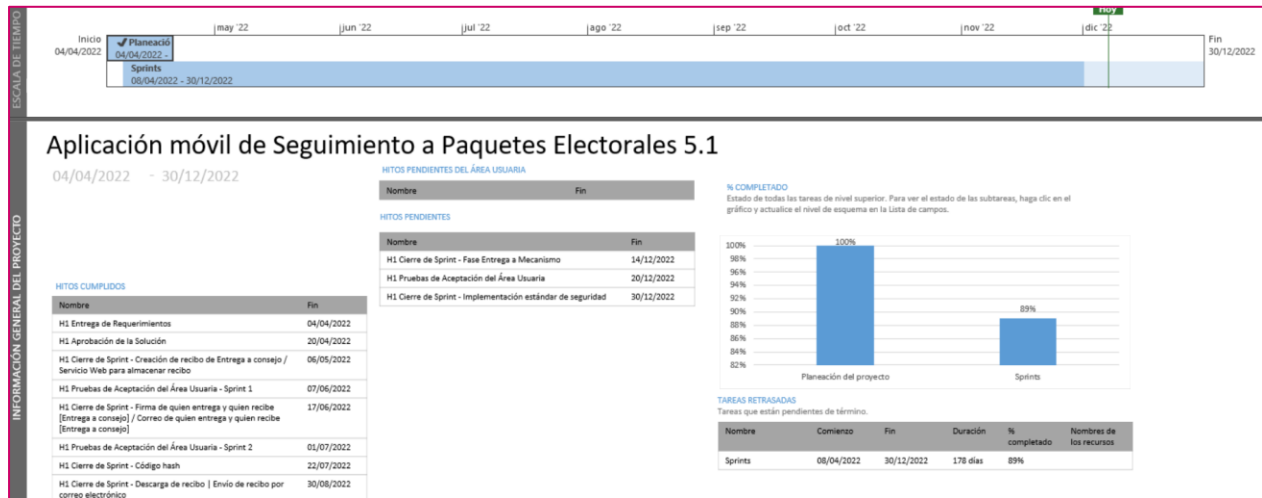 ESCALA DE TIEMPO
hoy
may '22
jun '22
jul '22
ago '22
sep '22
oct '22
nov '22
dic '22
Inicio
04/04/2022
Planeació
04/04/2022 -
Sprints
08/04/2022 - 30/12/2022
Fin
30/12/2022
INFORMACIÓN GENERAL DEL PROYECTO
Aplicación móvil de Seguimiento a Paquetes Electorales 5.1
04/04/2022 - 30/12/2022
HITOS CUMPLIDOS
Nombre Fin
H1 Entrega de Requerimientos 04/04/2022
H1 Aprobación de la Solución 20/04/2022
H1 Cierre de Sprint - Creación de recibo de Entrega a consejo / 06/05/2022
Servicio Web para almacenar recibo
H1 Pruebas de Aceptación del Área Usuaria - Sprint 1 07/06/2022
H1 Cierre de Sprint - Firma de quien entrega y quien recibe 17/06/2022
[Entrega a consejo] / Correo de quien entrega y quien recibe
[Entrega a consejo]
H1 Pruebas de Aceptación del Área Usuaria - Sprint 2 01/07/2022
H1 Cierre de Sprint - Código hash 22/07/2022
H1 Cierre de Sprint - Descarga de recibo | Envío de recibo por 30/08/2022
correo electrónico
HITOS PENDIENTES DEL ÁREA USUARIA
Nombre Fin
HITOS PENDIENTES
Nombre Fin
H1 Cierre de Sprint - Fase Entrega a Mecanismo 14/12/2022
H1 Pruebas de Aceptación del Área Usuaria 20/12/2022
H1 Cierre de Sprint - Implementación estándar de seguridad 30/12/2022
% COMPLETADO
Estado de todas las tareas de nivel superior. Para ver el estado de las subtareas, haga clic en el
gráfico y actualice el nivel de esquema en la Lista de campos.
100%
98%
96%
94%
92%
90%
88%
86%
84%
82%
100%
89%
Planeación del proyecto
Sprints
TAREAS RETRASADAS
Tareas que están pendientes de término.
Nombre Comienzo Fin Duración % completado Nombres de los recursos
Sprints 08/04/2022 30/12/2022 178 días 89%